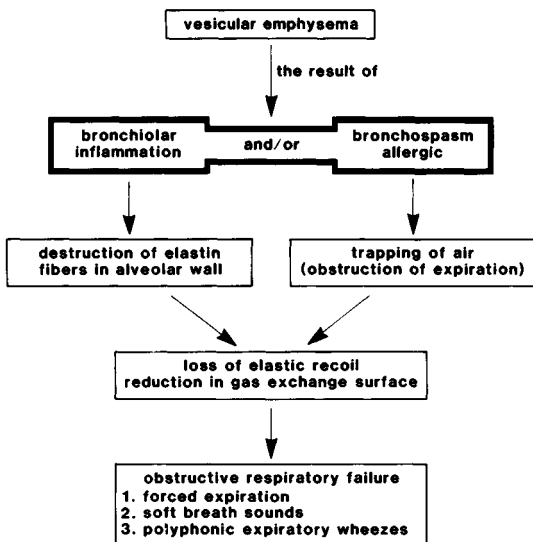 vesicular emphysema
the result of
bronchiolar inflammation
and/or
bronchospasm allergic
destruction of elastin
fibers in alveolar wall
trapping of air
(obstruction of expiration)
loss of elastic recoil
reduction in gas exchange surface
obstructive respiratory failure
1. forced expiration
2. soft breath sounds
3. polyphonic expiratory wheezes